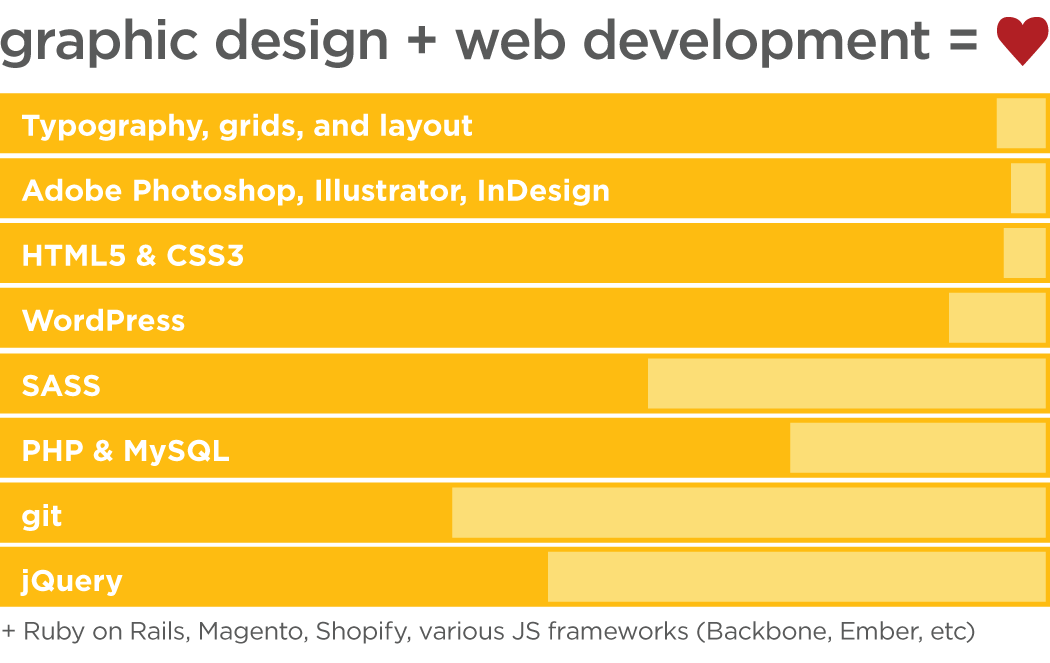 graphic design + web development =
Typography, grids, and layout
Adobe Photoshop, Illustrator, InDesign
HTML5 & CSS3
WordPress
SASS
PHP & MySQL
git
jQuery
+ Ruby on Rails, Magento, Shopify, various JS frameworks (Backbone, Ember, etc)